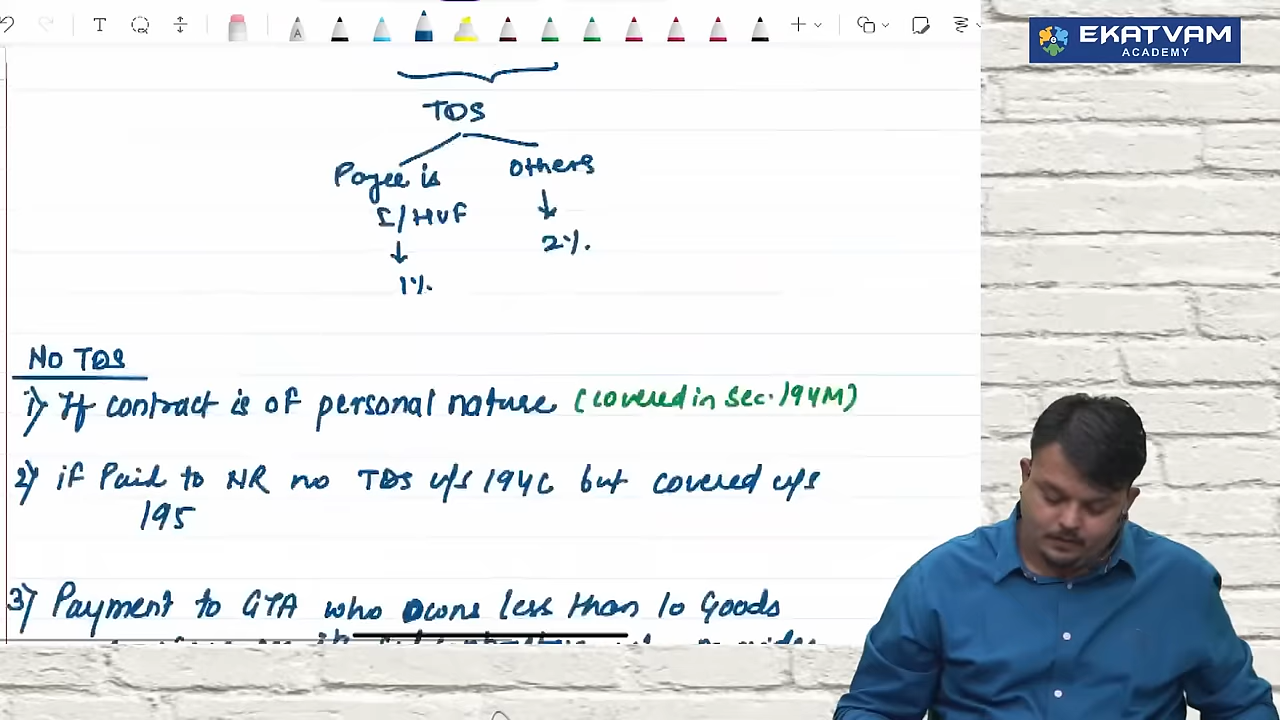 EKATVAM
ACADEMY
TDS
Payee is
I/HUF
↓
1%.
Others
↓
2%.
No TDS
1) If contract is of personal nature (covered in sec. 194M)
2) if Paid to NR no TDS u/s 194C but covered u/s
195
3) Payment to GTA who owns less than 10 Goods